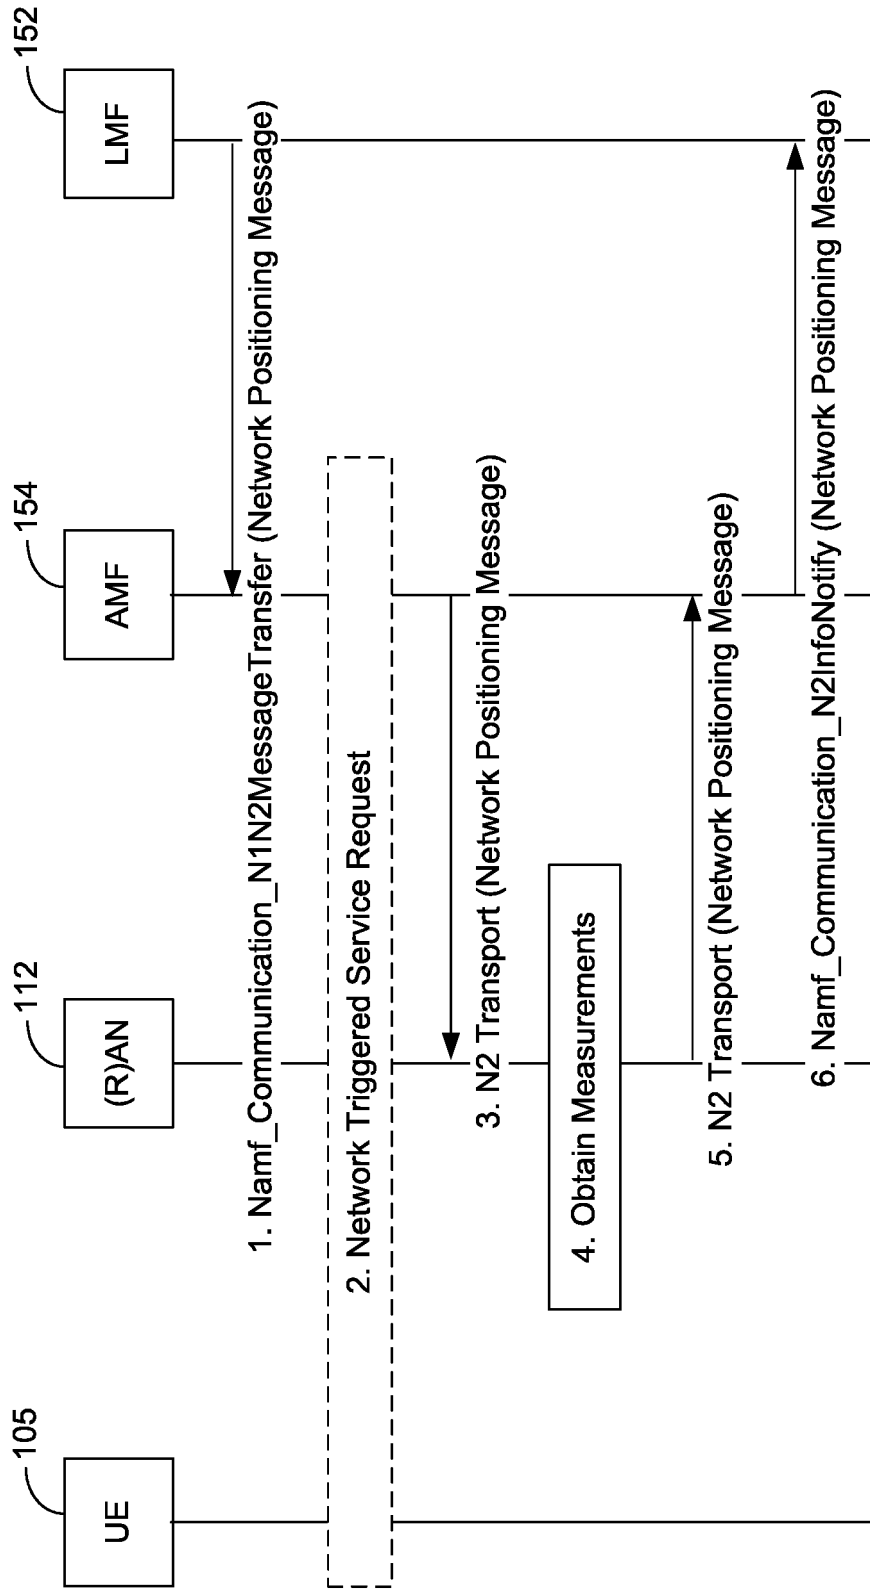 105
112
154
152
UE
(R)AN
AMF
LMF
1. Namf_Communication_N1N2MessageTransfer (Network Positioning Message)
2. Network Triggered Service Request
3. N2 Transport (Network Positioning Message)
4. Obtain Measurements
5. N2 Transport (Network Positioning Message)
6. Namf_Communication_N2InfoNotify (Network Positioning Message)